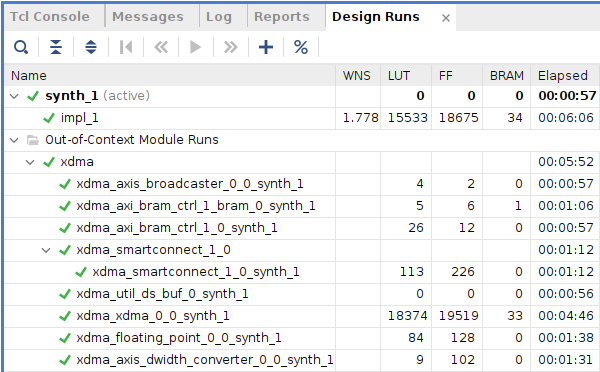 Tcl Console Messages Log Reports Design Runs ×
Name WNS LUT FF BRAM Elapsed
synth_1 (active) 0 0 0 00:00:57
impl_1 1.778 15533 18675 34 00:06:06
Out-of-Context Module Runs
xdma 00:05:52
xdma_axis_broadcaster_0_0_synth_1 4 2 0 00:00:57
xdma_axi_bram_ctrl_1_bram_0_synth_1 5 6 1 00:01:06
xdma_axi_bram_ctrl_1_0_synth_1 26 12 0 00:00:57
xdma_smartconnect_1_0 00:01:12
xdma_smartconnect_1_0_synth_1 113 226 0 00:01:12
xdma_util_ds_buf_0_synth_1 0 0 0 00:00:56
xdma_xdma_0_0_synth_1 18374 19519 33 00:04:46
xdma_floating_point_0_0_synth_1 84 128 0 00:01:38
xdma_axis_dwidth_converter_0_0_synth_1 9 102 0 00:01:31